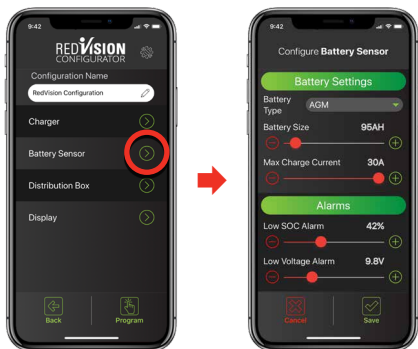 9:42
REDVISION
CONFIGURATOR
Configuration Name
RedVision Configuration
Charger
Battery Sensor
Distribution Box
Display
Back
Program
9:42
Configure Battery Sensor
Battery Settings
Battery Type
AGM
Battery Size
95AH
Max Charge Current
30A
Alarms
Low SOC Alarm
42%
Low Voltage Alarm
9.8V
Cancel
Save